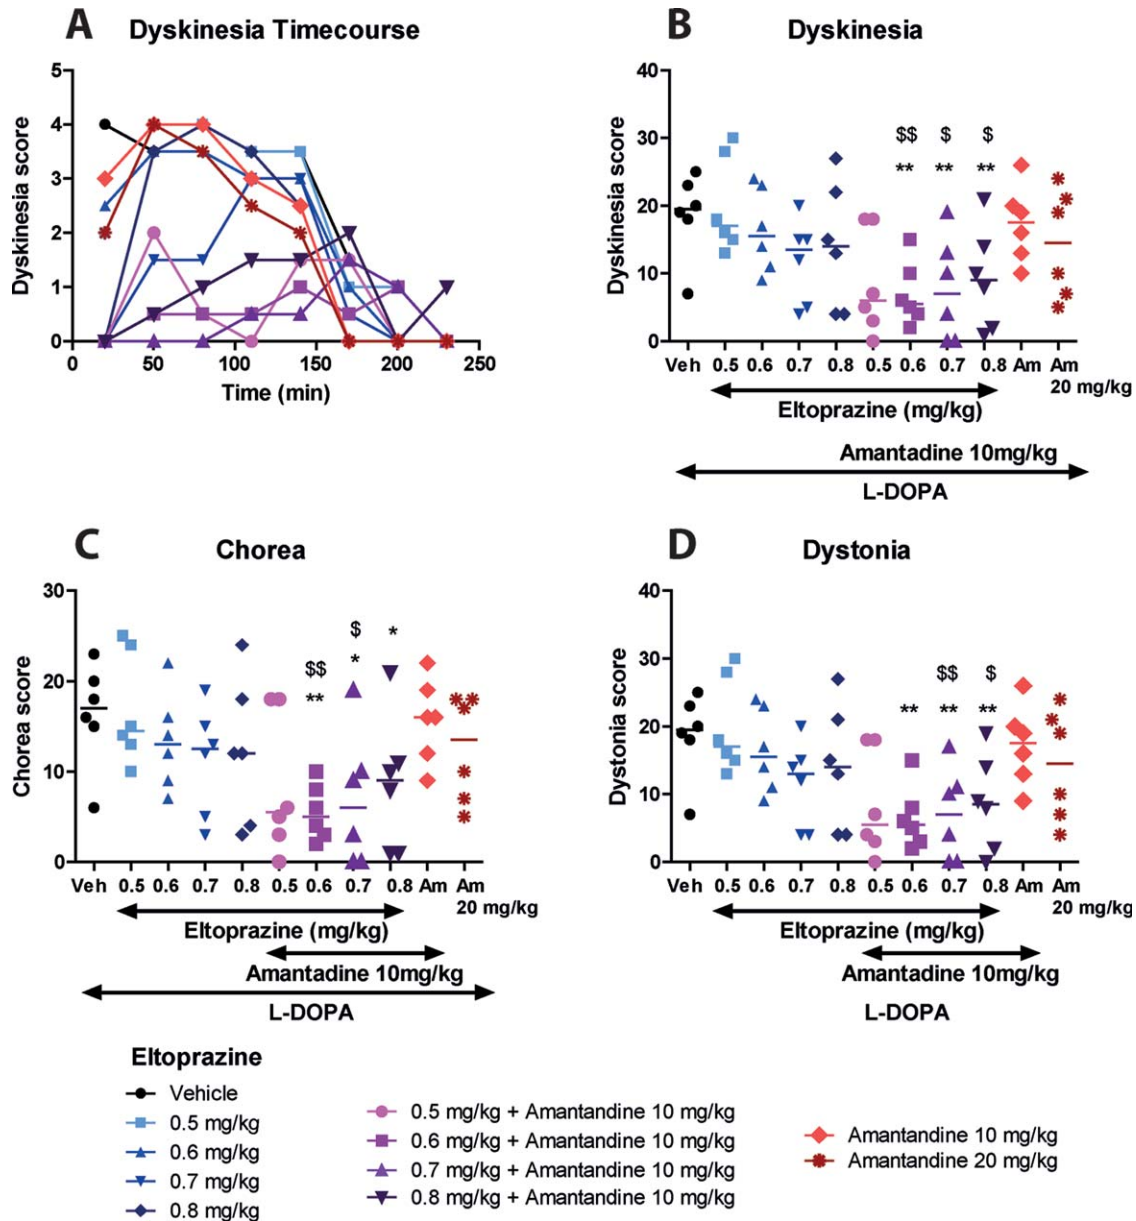 A Dyskinesia Timecourse
Dyskinesia score
5
4
3
2
1
0
0 50 100 150 200 250
Time (min)
B Dyskinesia
Dyskinesia score
40
30
20
10
0
$$ $ $
** ** **
Veh 0.5 0.6 0.7 0.8 0.5 0.6 0.7 0.8 Am Am
20 mg/kg
Eltoprazine (mg/kg)
Amantadine 10mg/kg
L-DOPA
C Chorea
Chorea score
30
20
10
0
$ *
$$ *
**
Veh 0.5 0.6 0.7 0.8 0.5 0.6 0.7 0.8 Am Am
20 mg/kg
Eltoprazine (mg/kg)
Amantadine 10mg/kg
L-DOPA
D Dystonia
Dystonia score
40
30
20
10
0
$$ $
** ** **
Veh 0.5 0.6 0.7 0.8 0.5 0.6 0.7 0.8 Am Am
20 mg/kg
Eltoprazine (mg/kg)
Amantadine 10mg/kg
L-DOPA
Eltoprazine
Vehicle
0.5 mg/kg
0.6 mg/kg
0.7 mg/kg
0.8 mg/kg
0.5 mg/kg + Amantandine 10 mg/kg
0.6 mg/kg + Amantandine 10 mg/kg
0.7 mg/kg + Amantandine 10 mg/kg
0.8 mg/kg + Amantandine 10 mg/kg
Amantandine 10 mg/kg
Amantandine 20 mg/kg